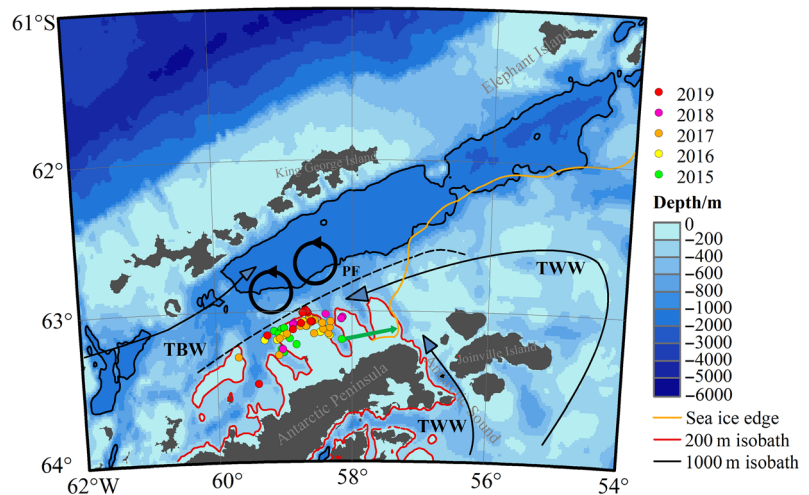 61°S
62°
63°
64°
62°W
60°
58°
56°
54°
Elephant Island
King George Island
PF
TWW
TBW
Joinville Island
Antarctic Peninsula
Sound
TWW
2019
2018
2017
2016
2015
Depth/m
0
−200
−400
−600
−800
−1000
−2000
−3000
−4000
−5000
−6000
Sea ice edge
200 m isobath
1000 m isobath